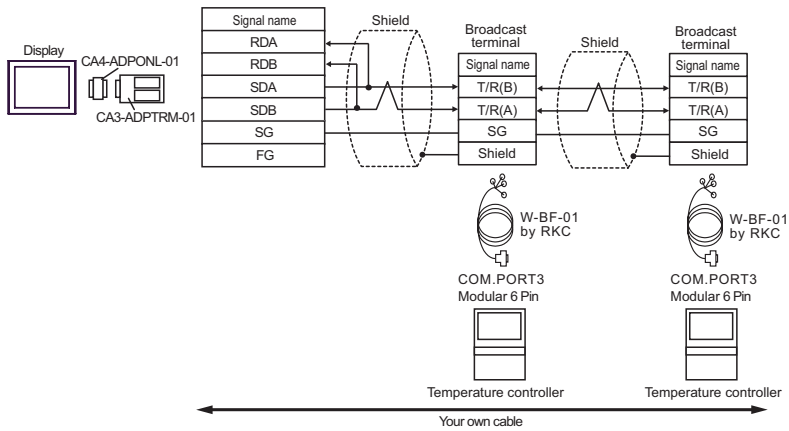 Display
CA4-ADPONL-01
CA3-ADPTRM-01
Signal name
RDA
RDB
SDA
SDB
SG
FG
Shield
Broadcast
terminal
Signal name
T/R(B)
T/R(A)
SG
Shield
Shield
Broadcast
terminal
Signal name
T/R(B)
T/R(A)
SG
Shield
W-BF-01
by RKC
COM.PORT3
Modular 6 Pin
Temperature controller
W-BF-01
by RKC
COM.PORT3
Modular 6 Pin
Temperature controller
Your own cable